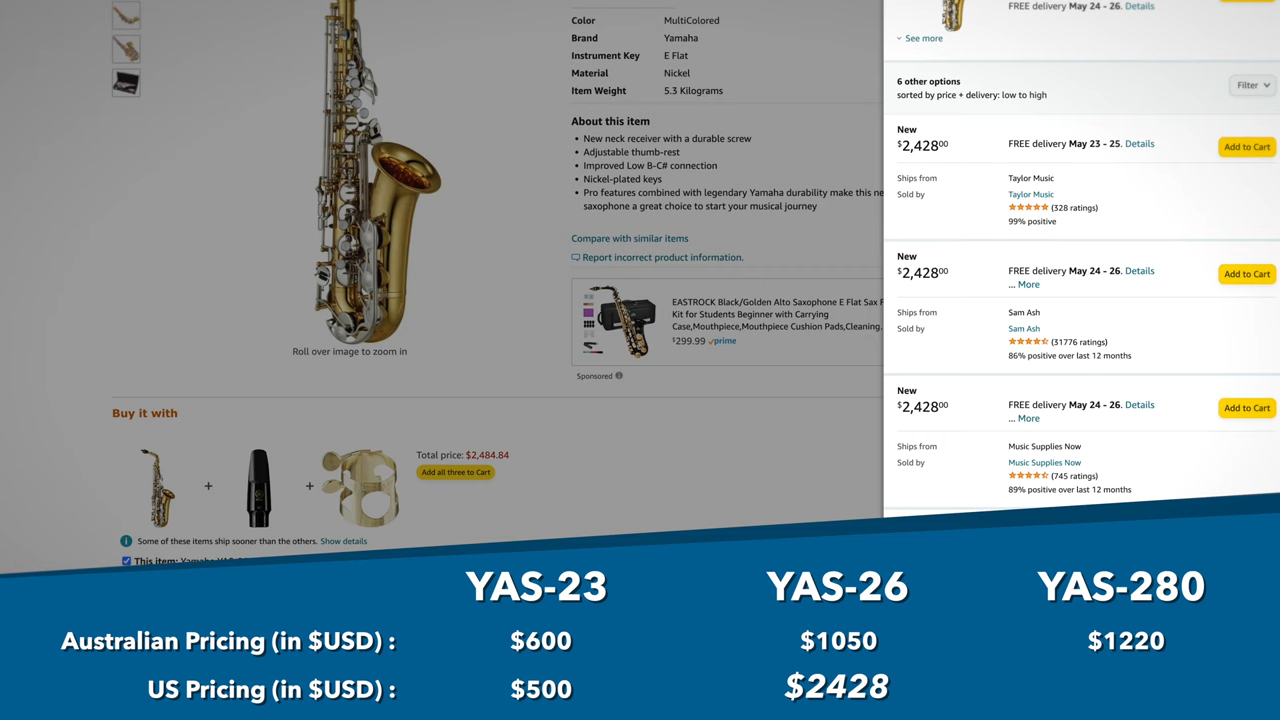 Color MultiColored
Brand Yamaha
Instrument Key E Flat
Material Nickel
Item Weight 5.3 Kilograms
About this item
• New neck receiver with a durable screw
• Adjustable thumb-rest
• Improved Low B-C# connection
• Nickel-plated keys
• Pro features combined with legendary Yamaha durability make this ne
saxophone a great choice to start your musical journey
Compare with similar items
Report incorrect product information.
EASTROCK Black/Golden Alto Saxophone E Flat Sax F
Kit for Students Beginner with Carrying
Case,Mouthpiece,Mouthpiece Cushion Pads,Cleaning.
$299.99 prime
Sponsored
Roll over image to zoom in
Buy it with
+ +
Total price: $2,484.84
Add all three to Cart
Some of these items ship sooner than the others. Show details
This item:
FREE delivery May 24 - 26. Details
See more
6 other options
sorted by price + delivery: low to high
Filter
New
$2,42800 FREE delivery May 23 - 25. Details Add to Cart
Ships from Taylor Music
Sold by Taylor Music
(328 ratings)
99% positive
New
$2,42800 FREE delivery May 24 - 26. Details Add to Cart
... More
Ships from Sam Ash
Sold by Sam Ash
(31776 ratings)
86% positive over last 12 months
New
$2,42800 FREE delivery May 24 - 26. Details Add to Cart
... More
Ships from Music Supplies Now
Sold by Music Supplies Now
(745 ratings)
89% positive over last 12 months
YAS-23 YAS-26 YAS-280
Australian Pricing (in $USD) : $600 $1050 $1220
US Pricing (in $USD) : $500 $2428